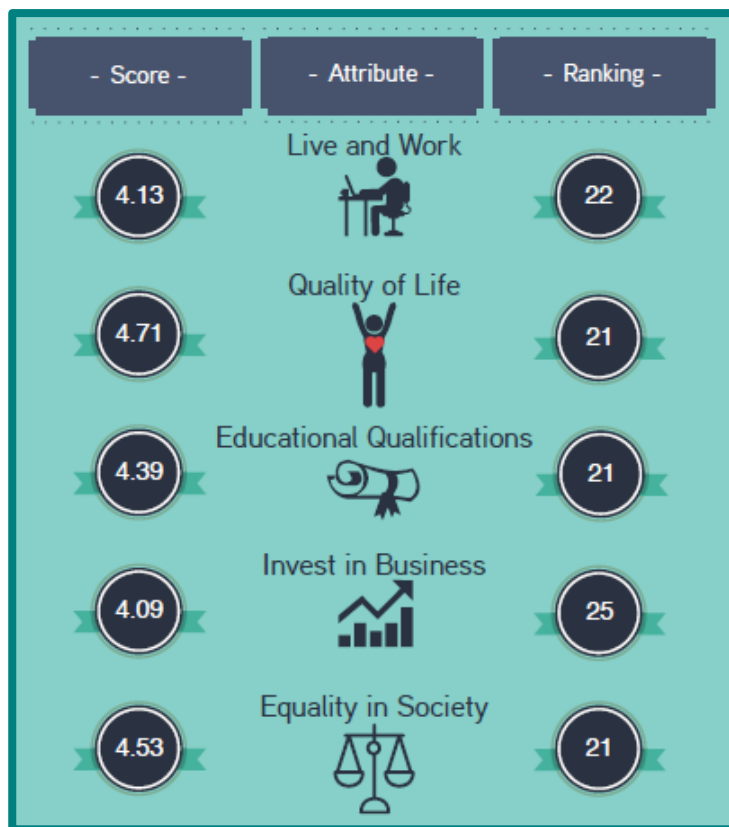 - Score -
- Attribute -
- Ranking -
Live and Work
4.13
22
Quality of Life
4.71
21
Educational Qualifications
4.39
21
Invest in Business
4.09
25
Equality in Society
4.53
21